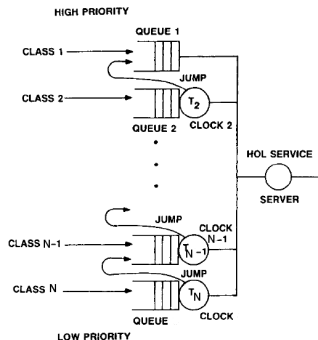 HIGH PRIORITY
QUEUE 1
CLASS 1
JUMP
CLASS 2
T2
QUEUE 2
CLOCK 2
HOL SERVICE
SERVER
JUMP
CLOCK
N-1
CLASS N-1
TN-1
JUMP
CLASS N
TN
QUEUE
CLOCK
LOW PRIORITY